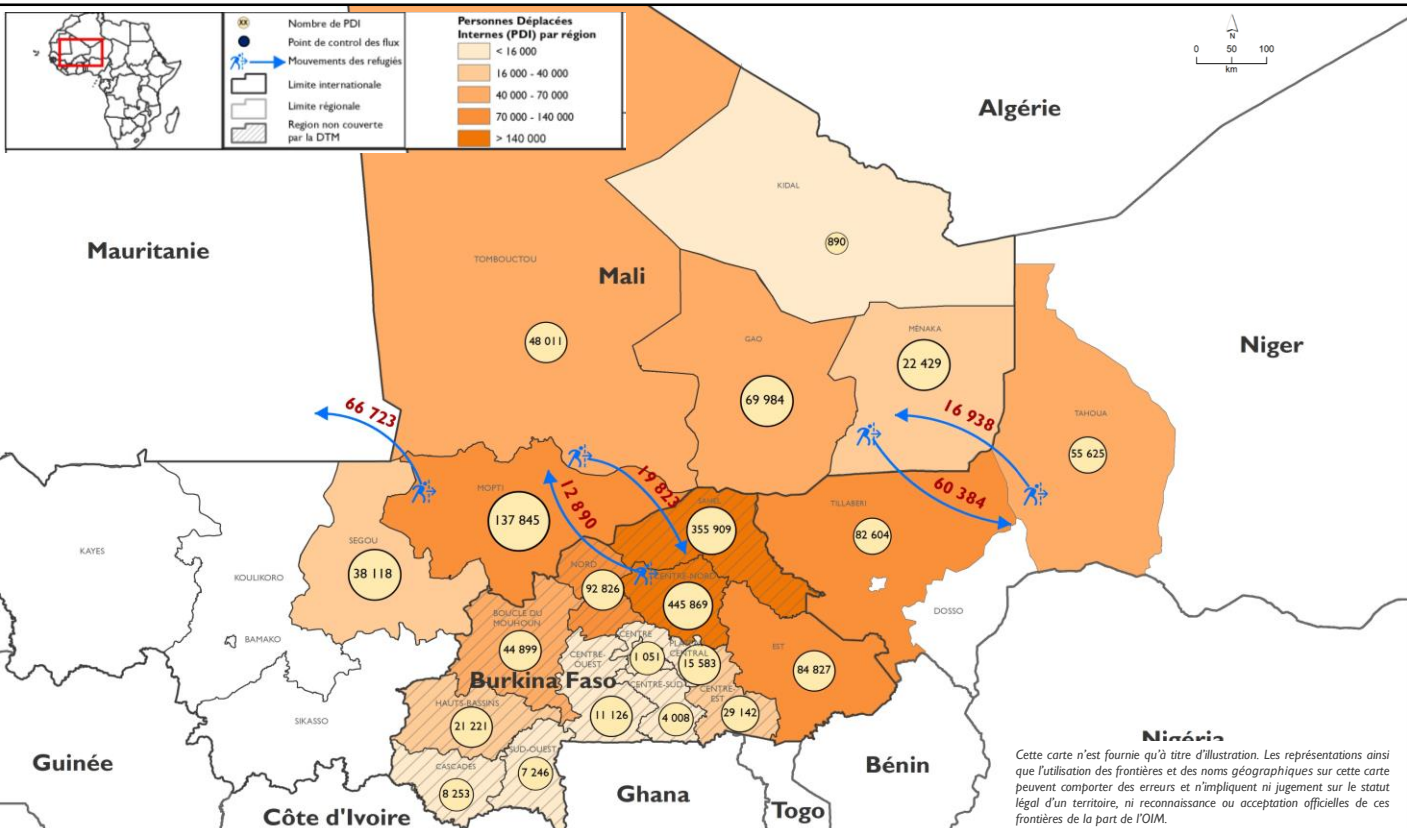 XX
Nombre de PDI
Point de control des flux
Mouvements des refugiés
Limite internationale
Limite régionale
Region non couverte
par la DTM
Personnes Déplacées
Internes (PDI) par région
< 16 000
16 000 - 40 000
40 000 - 70 000
70 000 - 140 000
> 140 000
N
0 50 100
km
Algérie
Mauritanie
KIDAL
890
TOMBOUCTOU
Mali
48 011
GAO
69 984
MÉNAKA
22 429
Niger
66 723
16 938
TAHOUA
55 625
MOPTI
137 845
12 890
19 823
SAHEL
355 909
TILLABERI
82 604
60 384
KAYES
SEGOU
38 118
KOULIKORO
BAMAKO
NORD
92 826
CENTRE-NORD
445 869
DOSSO
BOUCLE DU
MOUHOUN
44 899
CENTRE
1 051
PLATEAU
CENTRAL
15 583
CENTRE-
OUEST
EST
84 827
Burkina Faso
CENTRE-SUD
CENTRE-
EST
29 142
HAUTS-BASSINS
21 221
11 126
4 008
SIKASSO
SUD-OUEST
7 246
CASCADES
8 253
Guinée
Côte d'Ivoire
Ghana
Togo
Bénin
Nigéria
Cette carte n'est fournie qu'à titre d'illustration. Les représentations ainsi
que l'utilisation des frontières et des noms géographiques sur cette carte
peuvent comporter des erreurs et n'impliquent ni jugement sur le statut
légal d'un territoire, ni reconnaissance ou acceptation officielles de ces
frontières de la part de l'OIM.